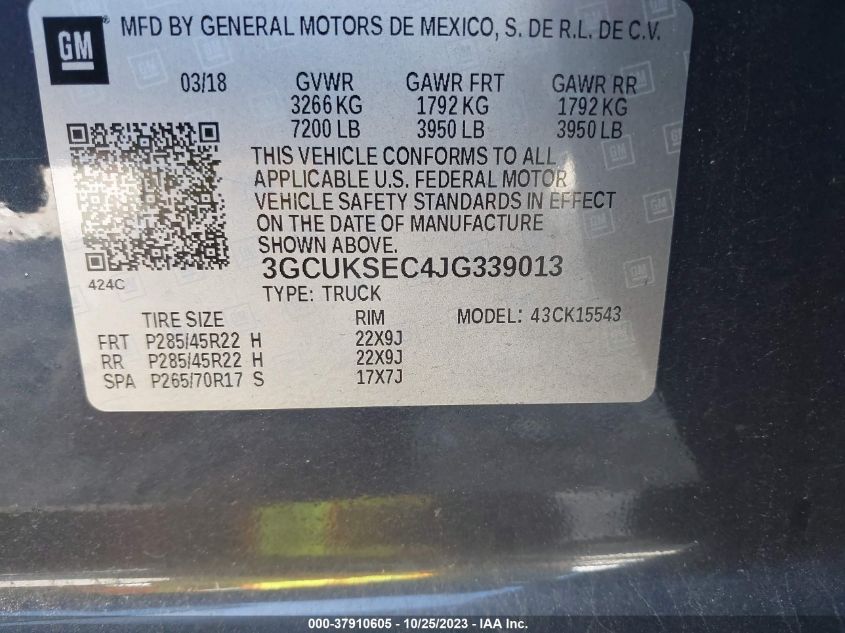 GM MFD BY GENERAL MOTORS DE MEXICO, S. DE R.L. DE C.V.
03/18 GVWR GAWR FRT GAWR RR
3266 KG 1792 KG 1792 KG
7200 LB 3950 LB 3950 LB
THIS VEHICLE CONFORMS TO ALL
APPLICABLE U.S. FEDERAL MOTOR
VEHICLE SAFETY STANDARDS IN EFFECT
ON THE DATE OF MANUFACTURE
SHOWN ABOVE.
424C
3GCUKSEC4JG339013
TYPE: TRUCK
TIRE SIZE RIM MODEL: 43CK15543
FRT P285/45R22 H 22X9J
RR P285/45R22 H 22X9J
SPA P265/70R17 S 17X7J
000-37910605 - 10/25/2023 - IAA Inc.